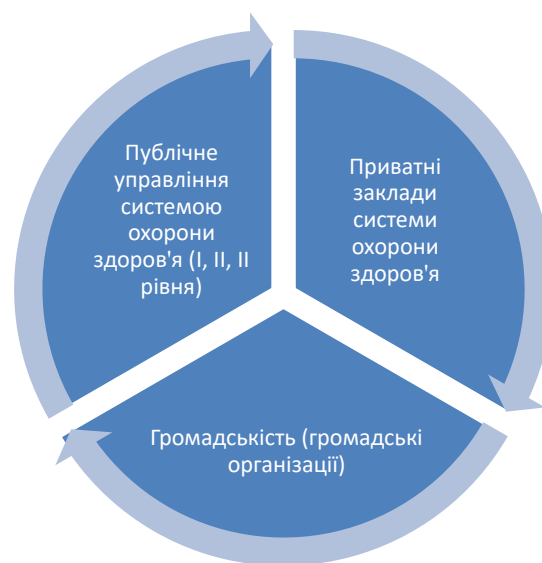 Публічне
управління
системою
охорони
здоров'я (І, ІІ, ІІ
рівня)
Приватні
заклади
системи
охорони
здоров'я
Громадськість (громадські
організації)